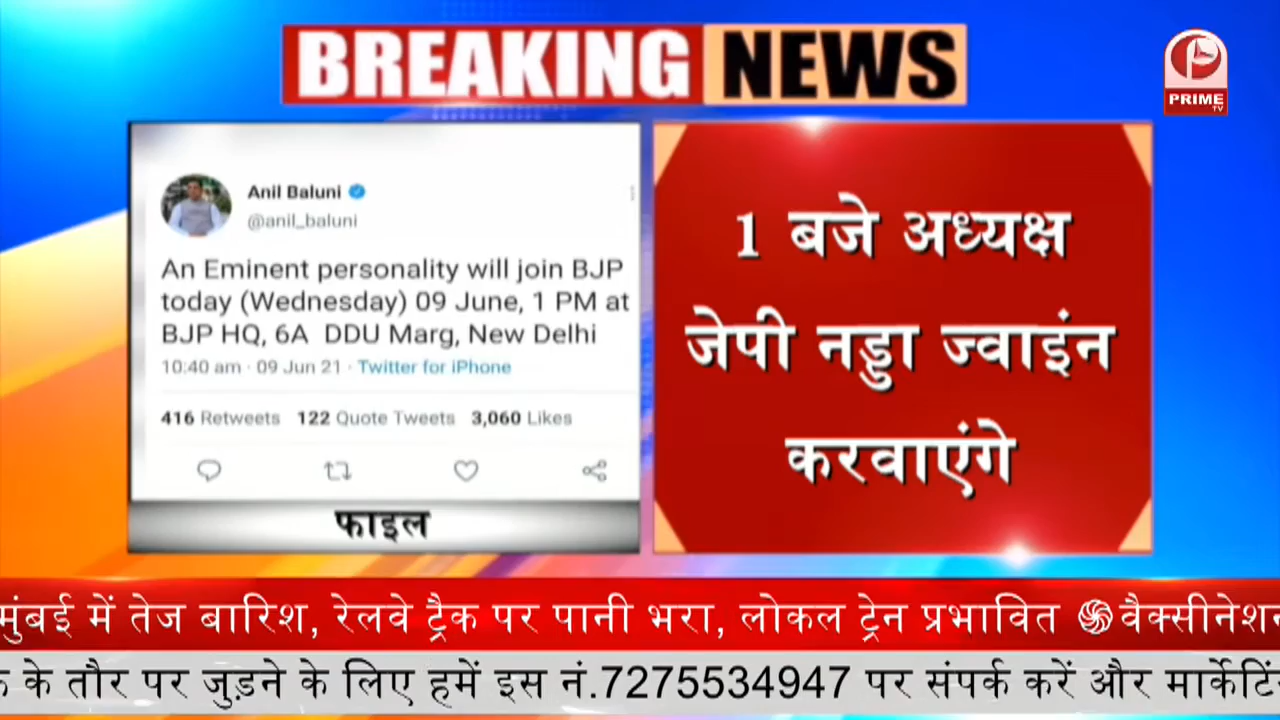 BREAKING NEWS
PRIME
TV
Anil Baluni
@anil_baluni
An Eminent personality will join BJP
today (Wednesday) 09 June, 1 PM at
BJP HQ, 6A DDU Marg, New Delhi
10:40 am · 09 Jun 21 · Twitter for iPhone
416 Retweets 122 Quote Tweets 3,060 Likes
फाइल
1 बजे अध्यक्ष
जेपी नड्डा ज्वाइंन
करवाएंगे
मुंबई में तेज बारिश, रेलवे ट्रैक पर पानी भरा, लोकल ट्रेन प्रभावित वैक्सीनेशन
के तौर पर जुड़ने के लिए हमें इस नं.7275534947 पर संपर्क करें और